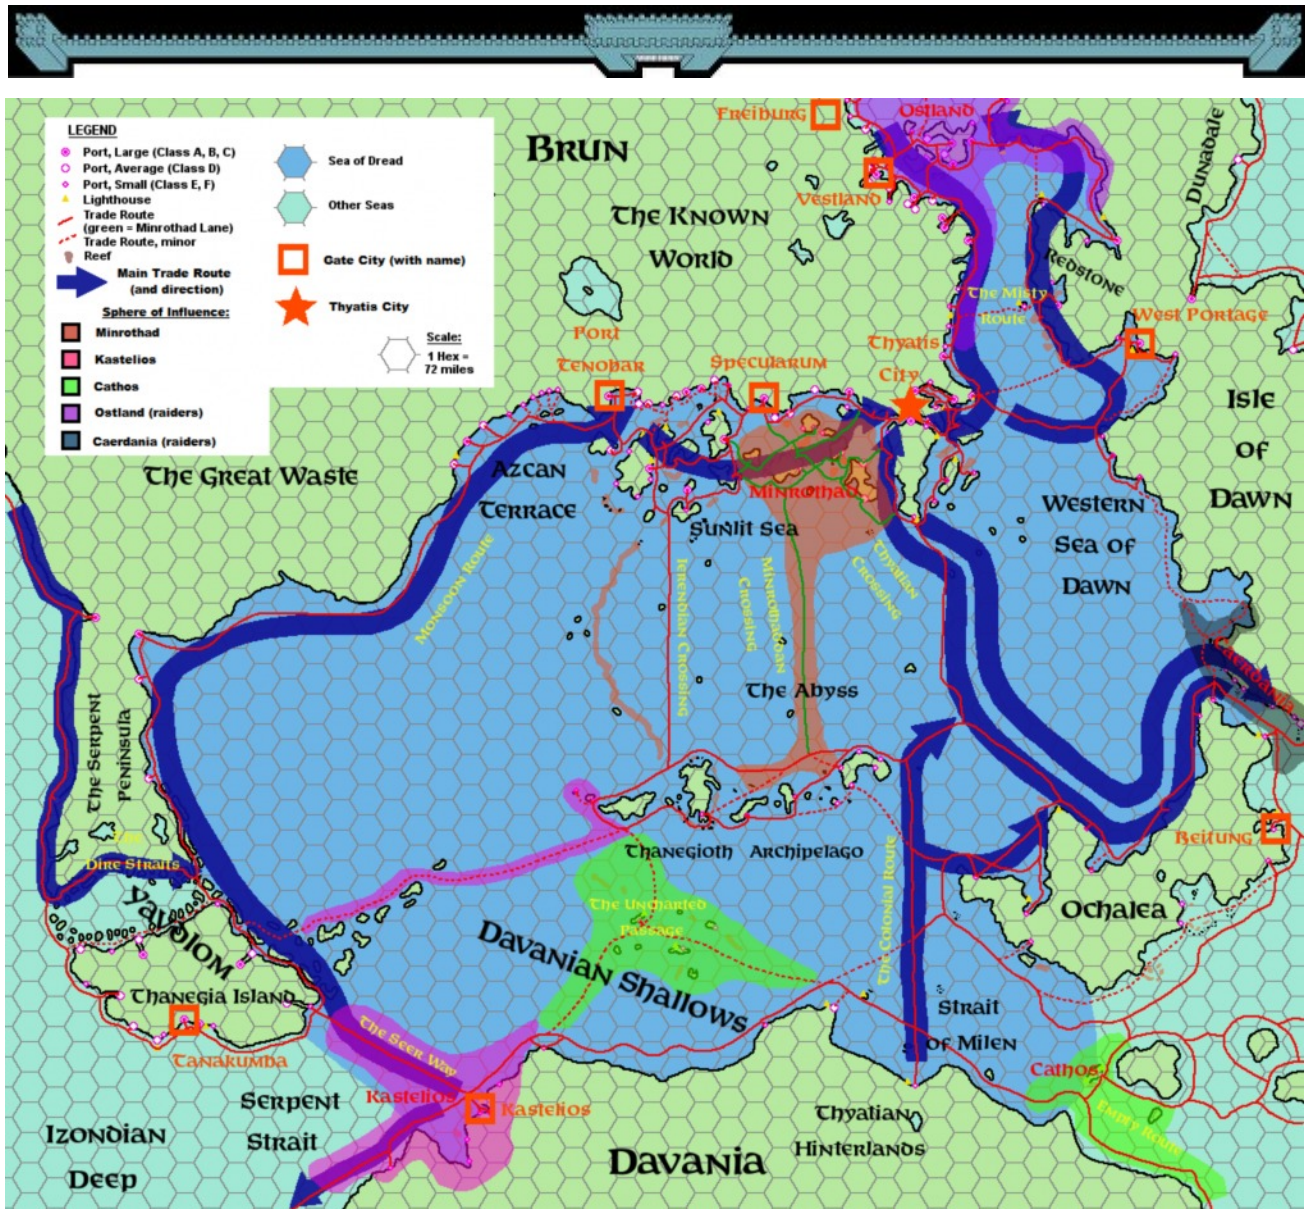 LEGEND
Port, Large (Class A, B, C)
Port, Average (Class D)
Port, Small (Class E, F)
Lighthouse
Trade Route
(green = Minrothad Lane)
Trade Route, minor
Reef
Main Trade Route
(and direction)
Sphere of Influence:
Minrothad
Kastelios
Cathos
Ostland (raiders)
Caerdania (raiders)
Sea of Dread
Other Seas
Gate City (with name)
Thyatis City
Scale:
1 Hex =
72 miles
Freiburg
Ostland
Brun
Vestland
Dunadale
The Known
World
Redstone
The Misty
Route
West Portage
Port
Tenobar
Specularum
Thyatis
City
Isle
of
Dawn
The Great Waste
Azcan
Terrace
Minrothad
Sunlit Sea
Western
Sea of
Dawn
Monsoon Route
Ierendian Crossing
Minrothadan
Crossing
Thyatian
Crossing
Caerdania
The Abyss
The Serpent
Peninsula
The
Dire Straits
Thanegioth Archipelago
Reitung
Yavdlom
The Uncharted
Passage
The Colonial Route
Ochalea
Davanian Shallows
Thanegia Island
Tanakumba
The Seer Way
Strait
of Milen
Cathos
Empty Route
Kastelios
Kastelios
Serpent
Strait
Izondian
Deep
Davania
Thyatian
Hinterlands